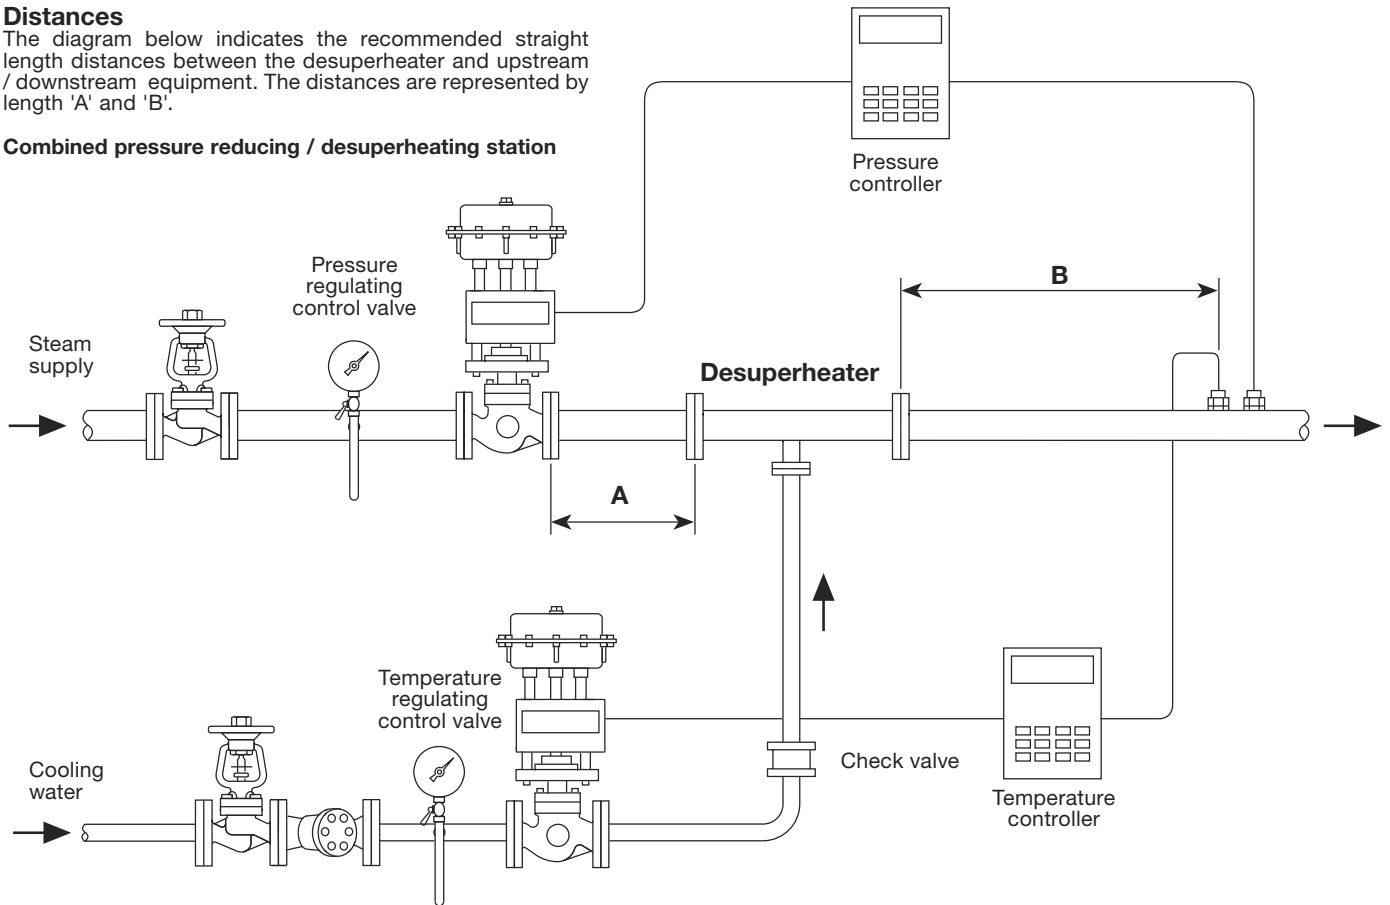 Distances
The diagram below indicates the recommended straight
length distances between the desuperheater and upstream
/ downstream equipment. The distances are represented by
length 'A' and 'B'.
Combined pressure reducing / desuperheating station
Pressure
controller
Pressure
regulating
control valve
B
Steam
supply
Desuperheater
A
Temperature
regulating
control valve
Cooling
water
Check valve
Temperature
controller